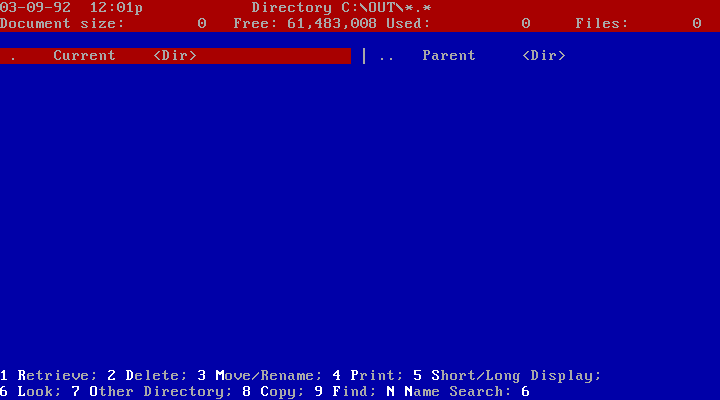 03-09-92  12:01p            Directory C:\OUT\*.*
Document size:        0   Free: 61,483,008 Used:          0     Files:       0
.    Current    <Dir>                  | ..   Parent     <Dir>
1 Retrieve; 2 Delete; 3 Move/Rename; 4 Print; 5 Short/Long Display;
6 Look; 7 Other Directory; 8 Copy; 9 Find; N Name Search: 6